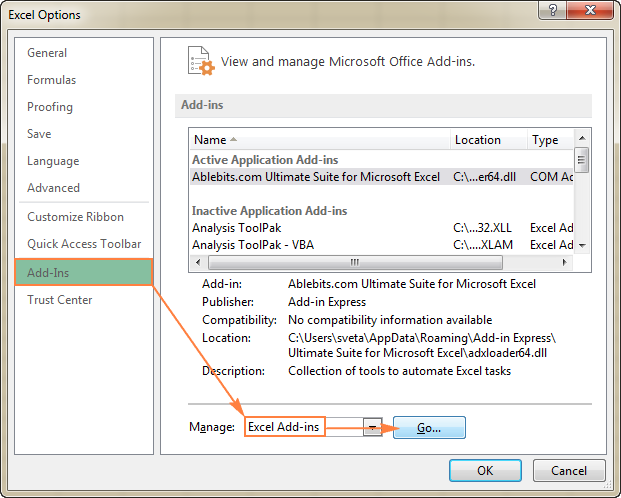 Excel Options
?
General
Formulas
Proofing
Save
Language
Advanced
Customize Ribbon
Quick Access Toolbar
Add-Ins
Trust Center
View and manage Microsoft Office Add-ins.
Add-ins
Name Location Type
Active Application Add-ins
Ablebits.com Ultimate Suite for Microsoft Excel C:\...er64.dll COM Ac
Inactive Application Add-ins
Analysis ToolPak C:\....32.XLL Excel Ad
Analysis ToolPak - VBA C:\....XLAM Excel Ad
Add-in: Ablebits.com Ultimate Suite for Microsoft Excel
Publisher: Add-in Express
Compatibility: No compatibility information available
Location: C:\Users\sveta\AppData\Roaming\Add-in Express\
Ultimate Suite for Microsoft Excel\adxloader64.dll
Description: Collection of tools to automate Excel tasks
Manage: Excel Add-ins Go...
OK Cancel